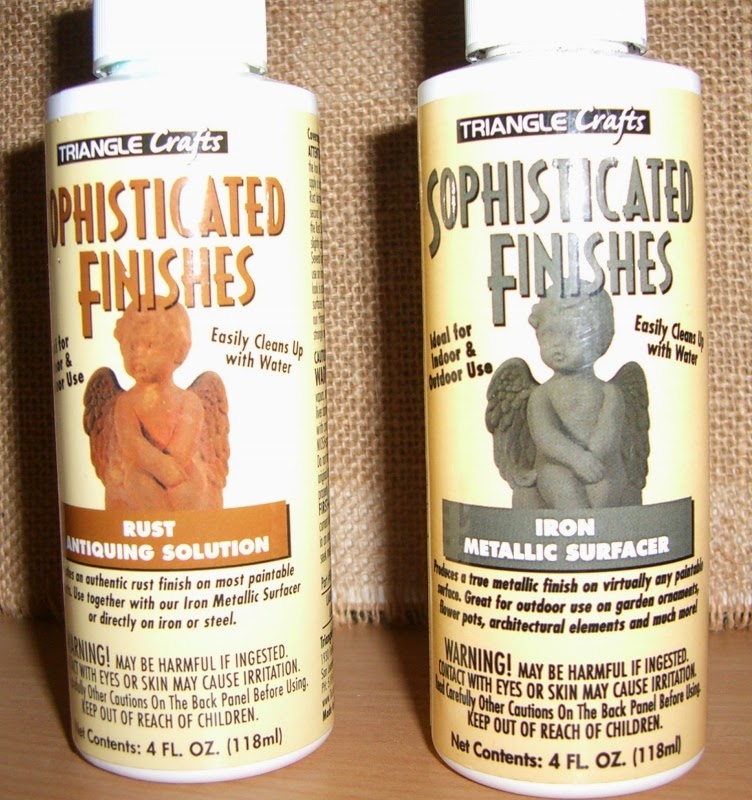 TRIANGLE Crafts
OPHISTICATED
FINISHES
for
&
Use
Easily Cleans Up
with Water
RUST
ANTIQUING SOLUTION
an authentic rust finish on most paintable
Use together with our Iron Metallic Surfacer
or directly on iron or steel.
WARNING! MAY BE HARMFUL IF INGESTED.
WITH EYES OR SKIN MAY CAUSE IRRITATION.
Carefully Other Cautions On The Back Panel Before Using.
KEEP OUT OF REACH OF CHILDREN.
Net Contents: 4 FL. OZ. (118ml)
TRIANGLE Crafts
SOPHISTICATED
FINISHES
Ideal for
Indoor &
Outdoor Use
Easily Cleans Up
with Water
IRON
METALLIC SURFACER
Produces a true metallic finish on virtually any paintable
surface. Great for outdoor use on garden ornaments,
flower pots, architectural elements and much more!
WARNING! MAY BE HARMFUL IF INGESTED.
CONTACT WITH EYES OR SKIN MAY CAUSE IRRITATION.
Read Carefully Other Cautions On The Back Panel Before Using.
KEEP OUT OF REACH OF CHILDREN.
Net Contents: 4 FL. OZ. (118ml)